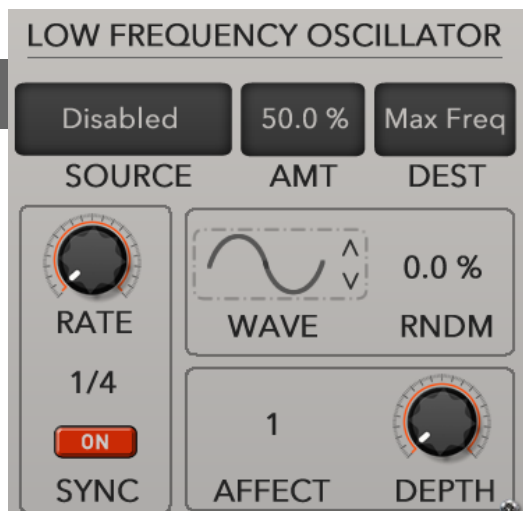 LOW FREQUENCY OSCILLATOR
Disabled 50.0 % Max Freq
SOURCE AMT DEST
0.0 %
RATE WAVE RNDM
1/4
1
ON
SYNC AFFECT DEPTH